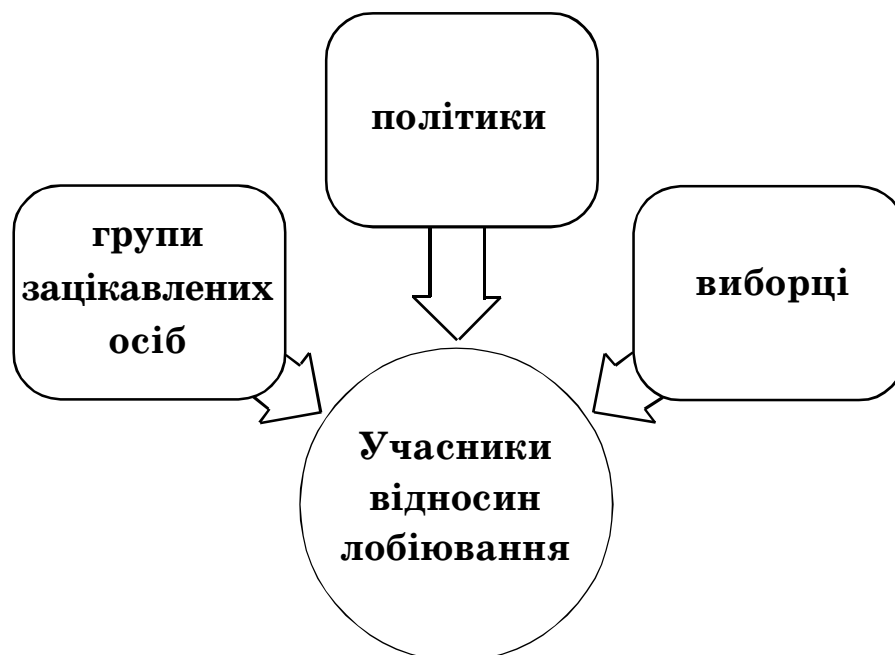 політики
групи
зацікавлених
осіб
виборці
Учасники
відносин
лобіювання